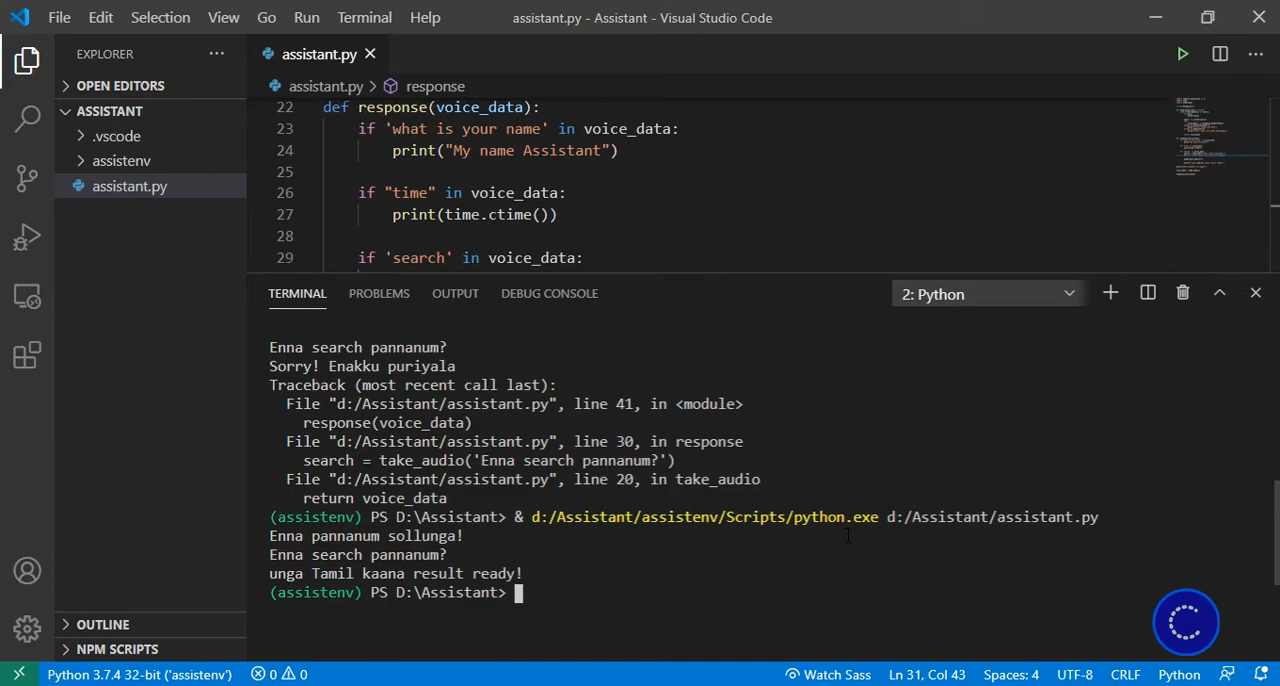 File Edit Selection View Go Run Terminal Help
assistant.py - Assistant - Visual Studio Code
EXPLORER
OPEN EDITORS
ASSISTANT
.vscode
assistenv
assistant.py
OUTLINE
NPM SCRIPTS
assistant.py
assistant.py > response
22 def response(voice_data):
23 if 'what is your name' in voice_data:
24 print("My name Assistant")
25
26 if "time" in voice_data:
27 print(time.ctime())
28
29 if 'search' in voice_data:
TERMINAL PROBLEMS OUTPUT DEBUG CONSOLE
2: Python
Enna search pannanum?
Sorry! Enakku puriyala
Traceback (most recent call last):
File "d:/Assistant/assistant.py", line 41, in <module>
response(voice_data)
File "d:/Assistant/assistant.py", line 30, in response
search = take_audio('Enna search pannanum?')
File "d:/Assistant/assistant.py", line 20, in take_audio
return voice_data
(assistenv) PS D:\Assistant> & d:/Assistant/assistenv/Scripts/python.exe d:/Assistant/assistant.py
Enna pannanum sollunga!
Enna search pannanum?
unga Tamil kaana result ready!
(assistenv) PS D:\Assistant>
Python 3.7.4 32-bit ('assistenv') 0 0 Watch Sass Ln 31, Col 43 Spaces: 4 UTF-8 CRLF Python